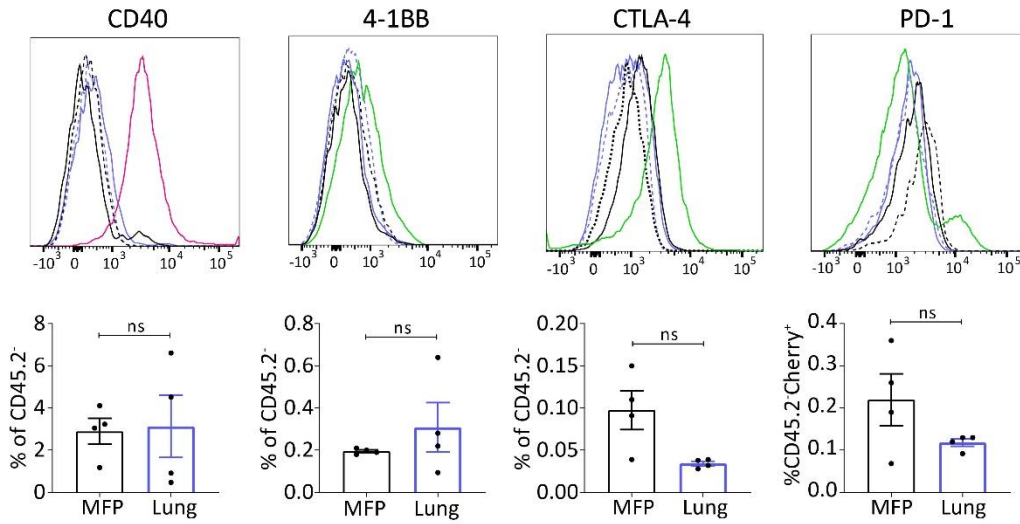 CD40
4-1BB
CTLA-4
PD-1
-10³ 0 10³ 10⁴ 10⁵
-10³ 0 10³ 10⁴ 10⁵
-10³ 0 10³ 10⁴ 10⁵
-10³ 0 10³ 10⁴ 10⁵
% of CD45.2⁻
8
6
4
2
0
ns
MFP Lung
% of CD45.2⁻
0.8
0.6
0.4
0.2
0.0
ns
MFP Lung
% of CD45.2⁻
0.20
0.15
0.10
0.05
0.00
ns
MFP Lung
%CD45.2⁻Cherry⁺
0.4
0.3
0.2
0.1
0.0
ns
MFP Lung